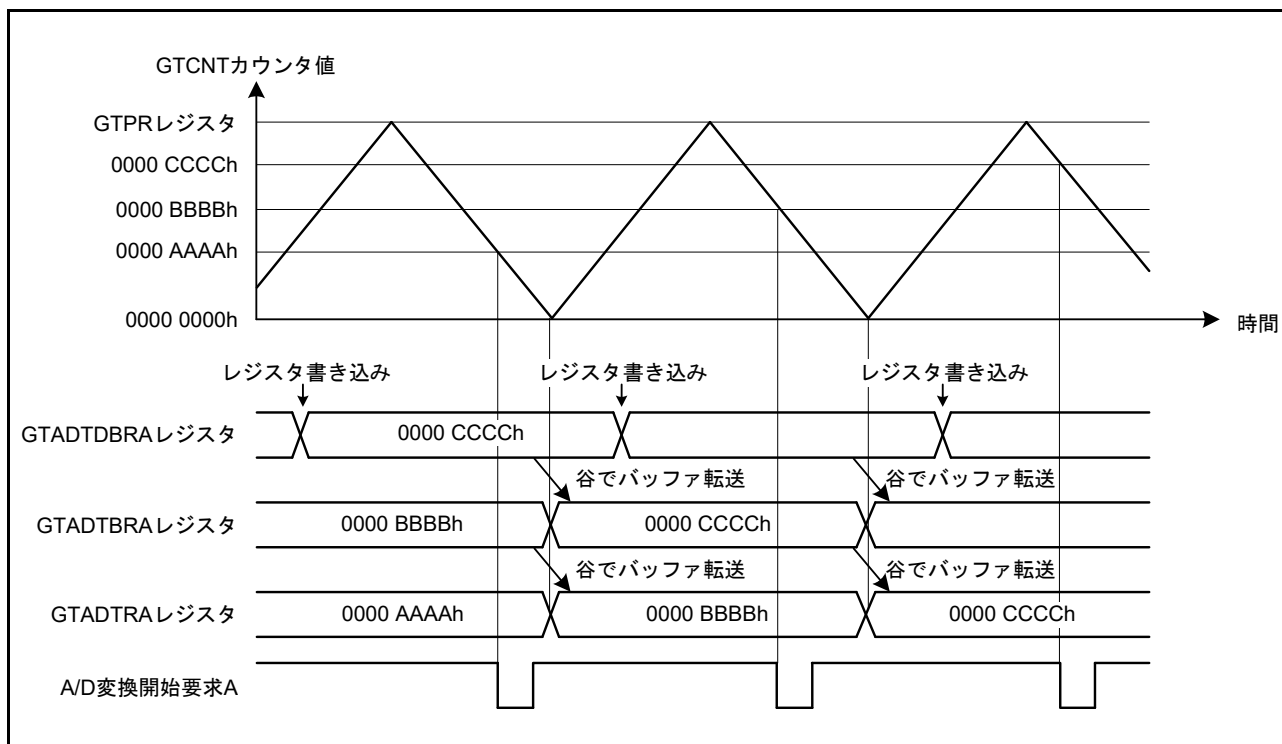 GTCNTカウンタ値
GTPRレジスタ
0000 CCCCh
0000 BBBBh
0000 AAAAh
0000 0000h
時間
レジスタ書き込み
レジスタ書き込み
レジスタ書き込み
GTADTDBRAレジスタ
0000 CCCCh
谷でバッファ転送
谷でバッファ転送
GTADTBRAレジスタ
0000 BBBBh
0000 CCCCh
谷でバッファ転送
谷でバッファ転送
GTADTRAレジスタ
0000 AAAAh
0000 BBBBh
0000 CCCCh
A/D変換開始要求A